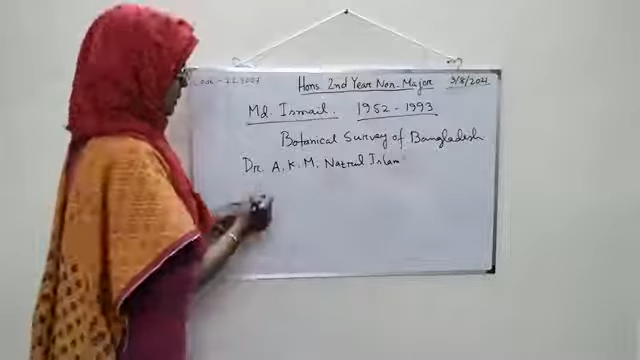 Hons. 2nd Year Non. Major 3/8/2021
Md. Ismail. 1952 - 1993
Botanical Survey of Bangladesh
Dr. A. K. M. Nazrul Islam